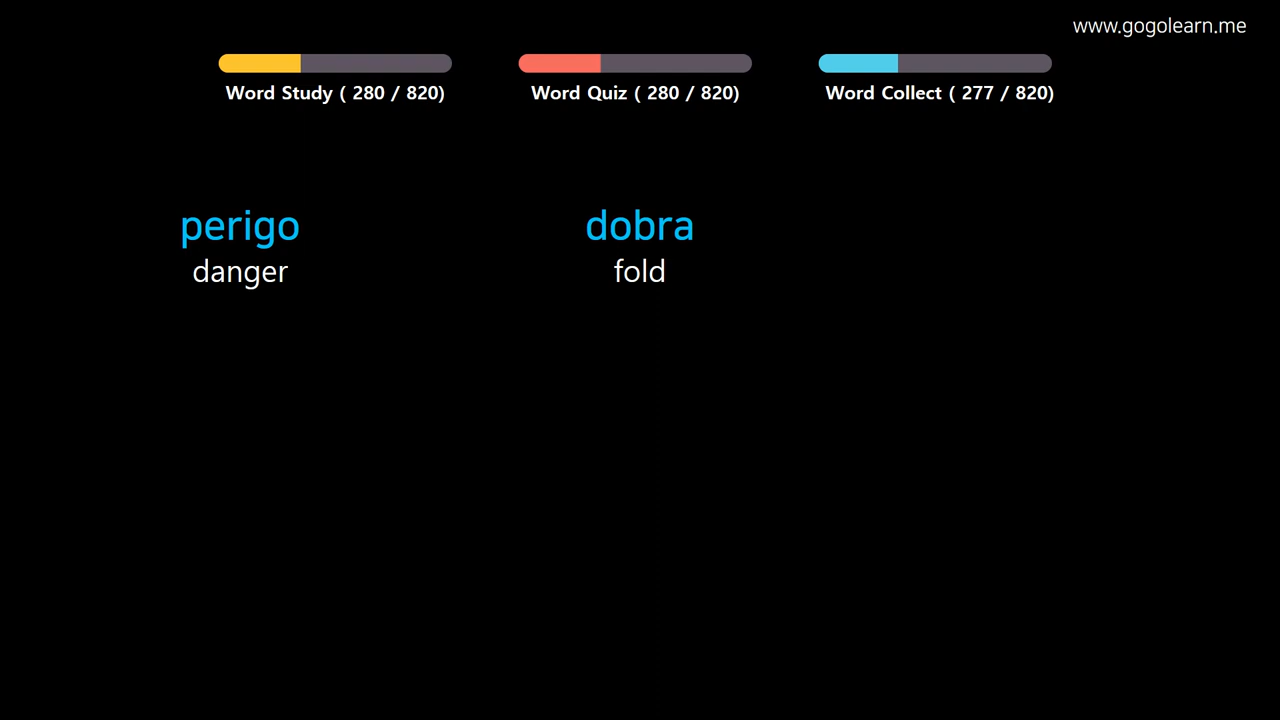 www.gogolearn.me
Word Study ( 280 / 820)
Word Quiz ( 280 / 820)
Word Collect ( 277 / 820)
perigo
danger
dobra
fold